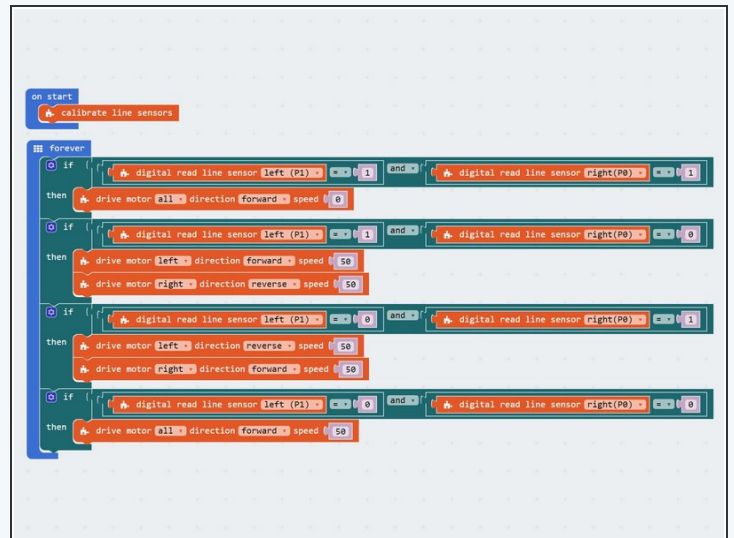 on start
calibrate line sensors
forever
if digital read line sensor left (P1) = 1 and digital read line sensor right(P0) = 1
then drive motor all direction forward speed 0
if digital read line sensor left (P1) = 1 and digital read line sensor right(P0) = 0
then drive motor left direction forward speed 50
drive motor right direction reverse speed 50
if digital read line sensor left (P1) = 0 and digital read line sensor right(P0) = 1
then drive motor left direction reverse speed 50
drive motor right direction forward speed 50
if digital read line sensor left (P1) = 0 and digital read line sensor right(P0) = 0
then drive motor all direction forward speed 50